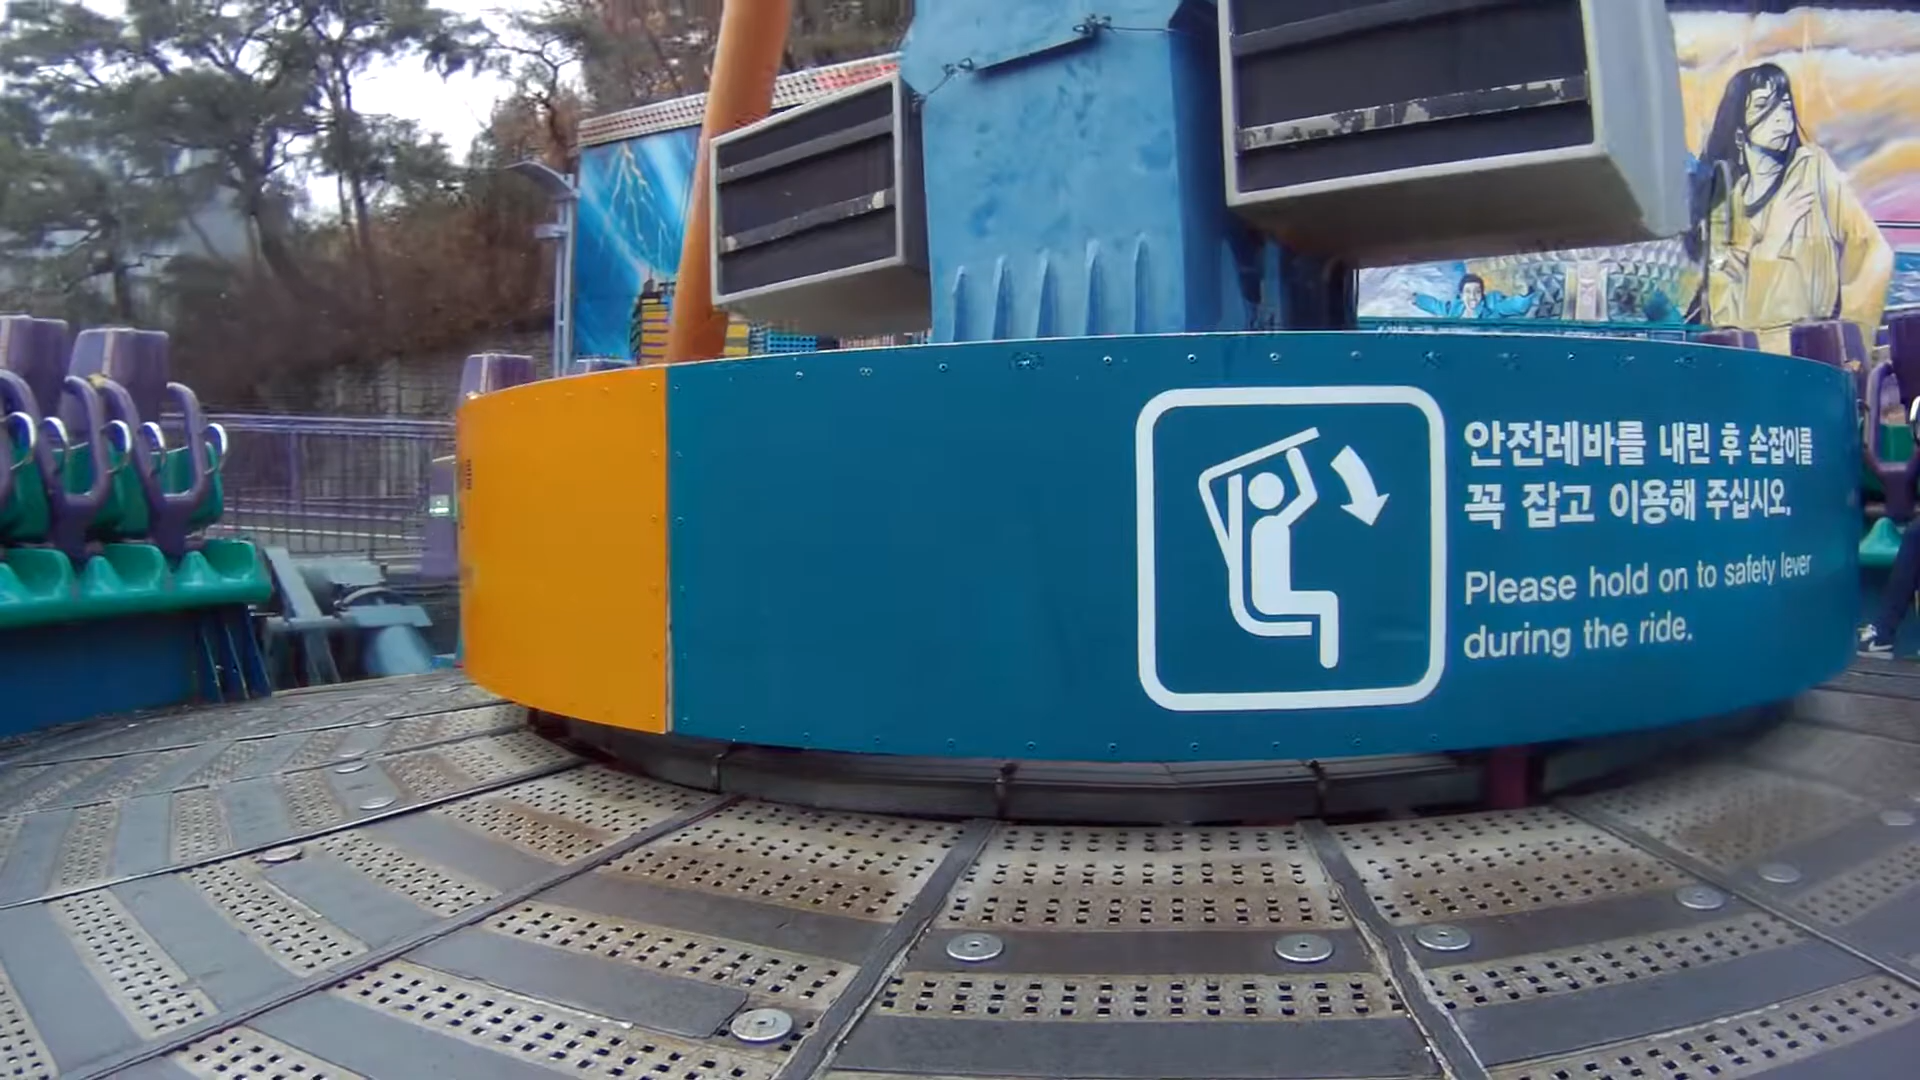 안전레바를 내린 후 손잡이를
꼭 잡고 이용해 주십시오.
Please hold on to safety lever
during the ride.